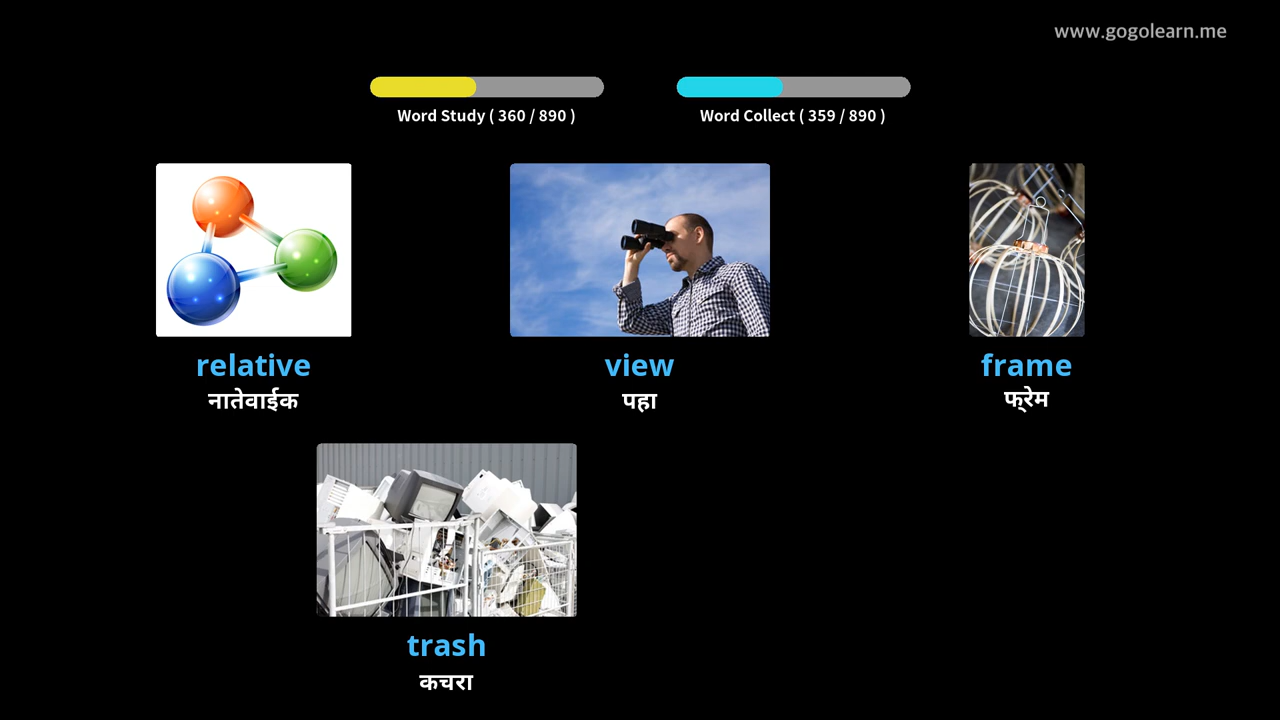 www.gogolearn.me
Word Study ( 360 / 890 )
Word Collect ( 359 / 890 )
relative
नातेवाईक
view
पहा
frame
फ्रेम
trash
कचरा